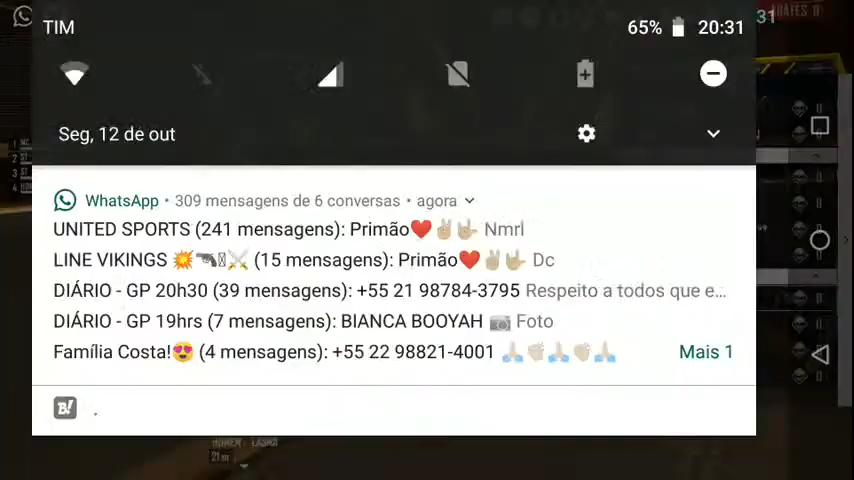 TIM 65% 20:31
Seg, 12 de out
WhatsApp • 309 mensagens de 6 conversas • agora
UNITED SPORTS (241 mensagens): Primão❤️✌🏼🤟🏼 Nmrl
LINE VIKINGS 💥🔫⚔️ (15 mensagens): Primão❤️✌🏼🤟🏼 Dc
DIÁRIO - GP 20h30 (39 mensagens): +55 21 98784-3795 Respeito a todos que e...
DIÁRIO - GP 19hrs (7 mensagens): BIANCA BOOYAH 📷 Foto
Família Costa!😍 (4 mensagens): +55 22 98821-4001 🙏🏻👏🏻🙏🏻👏🏻🙏🏻 Mais 1
B! .
21m
31